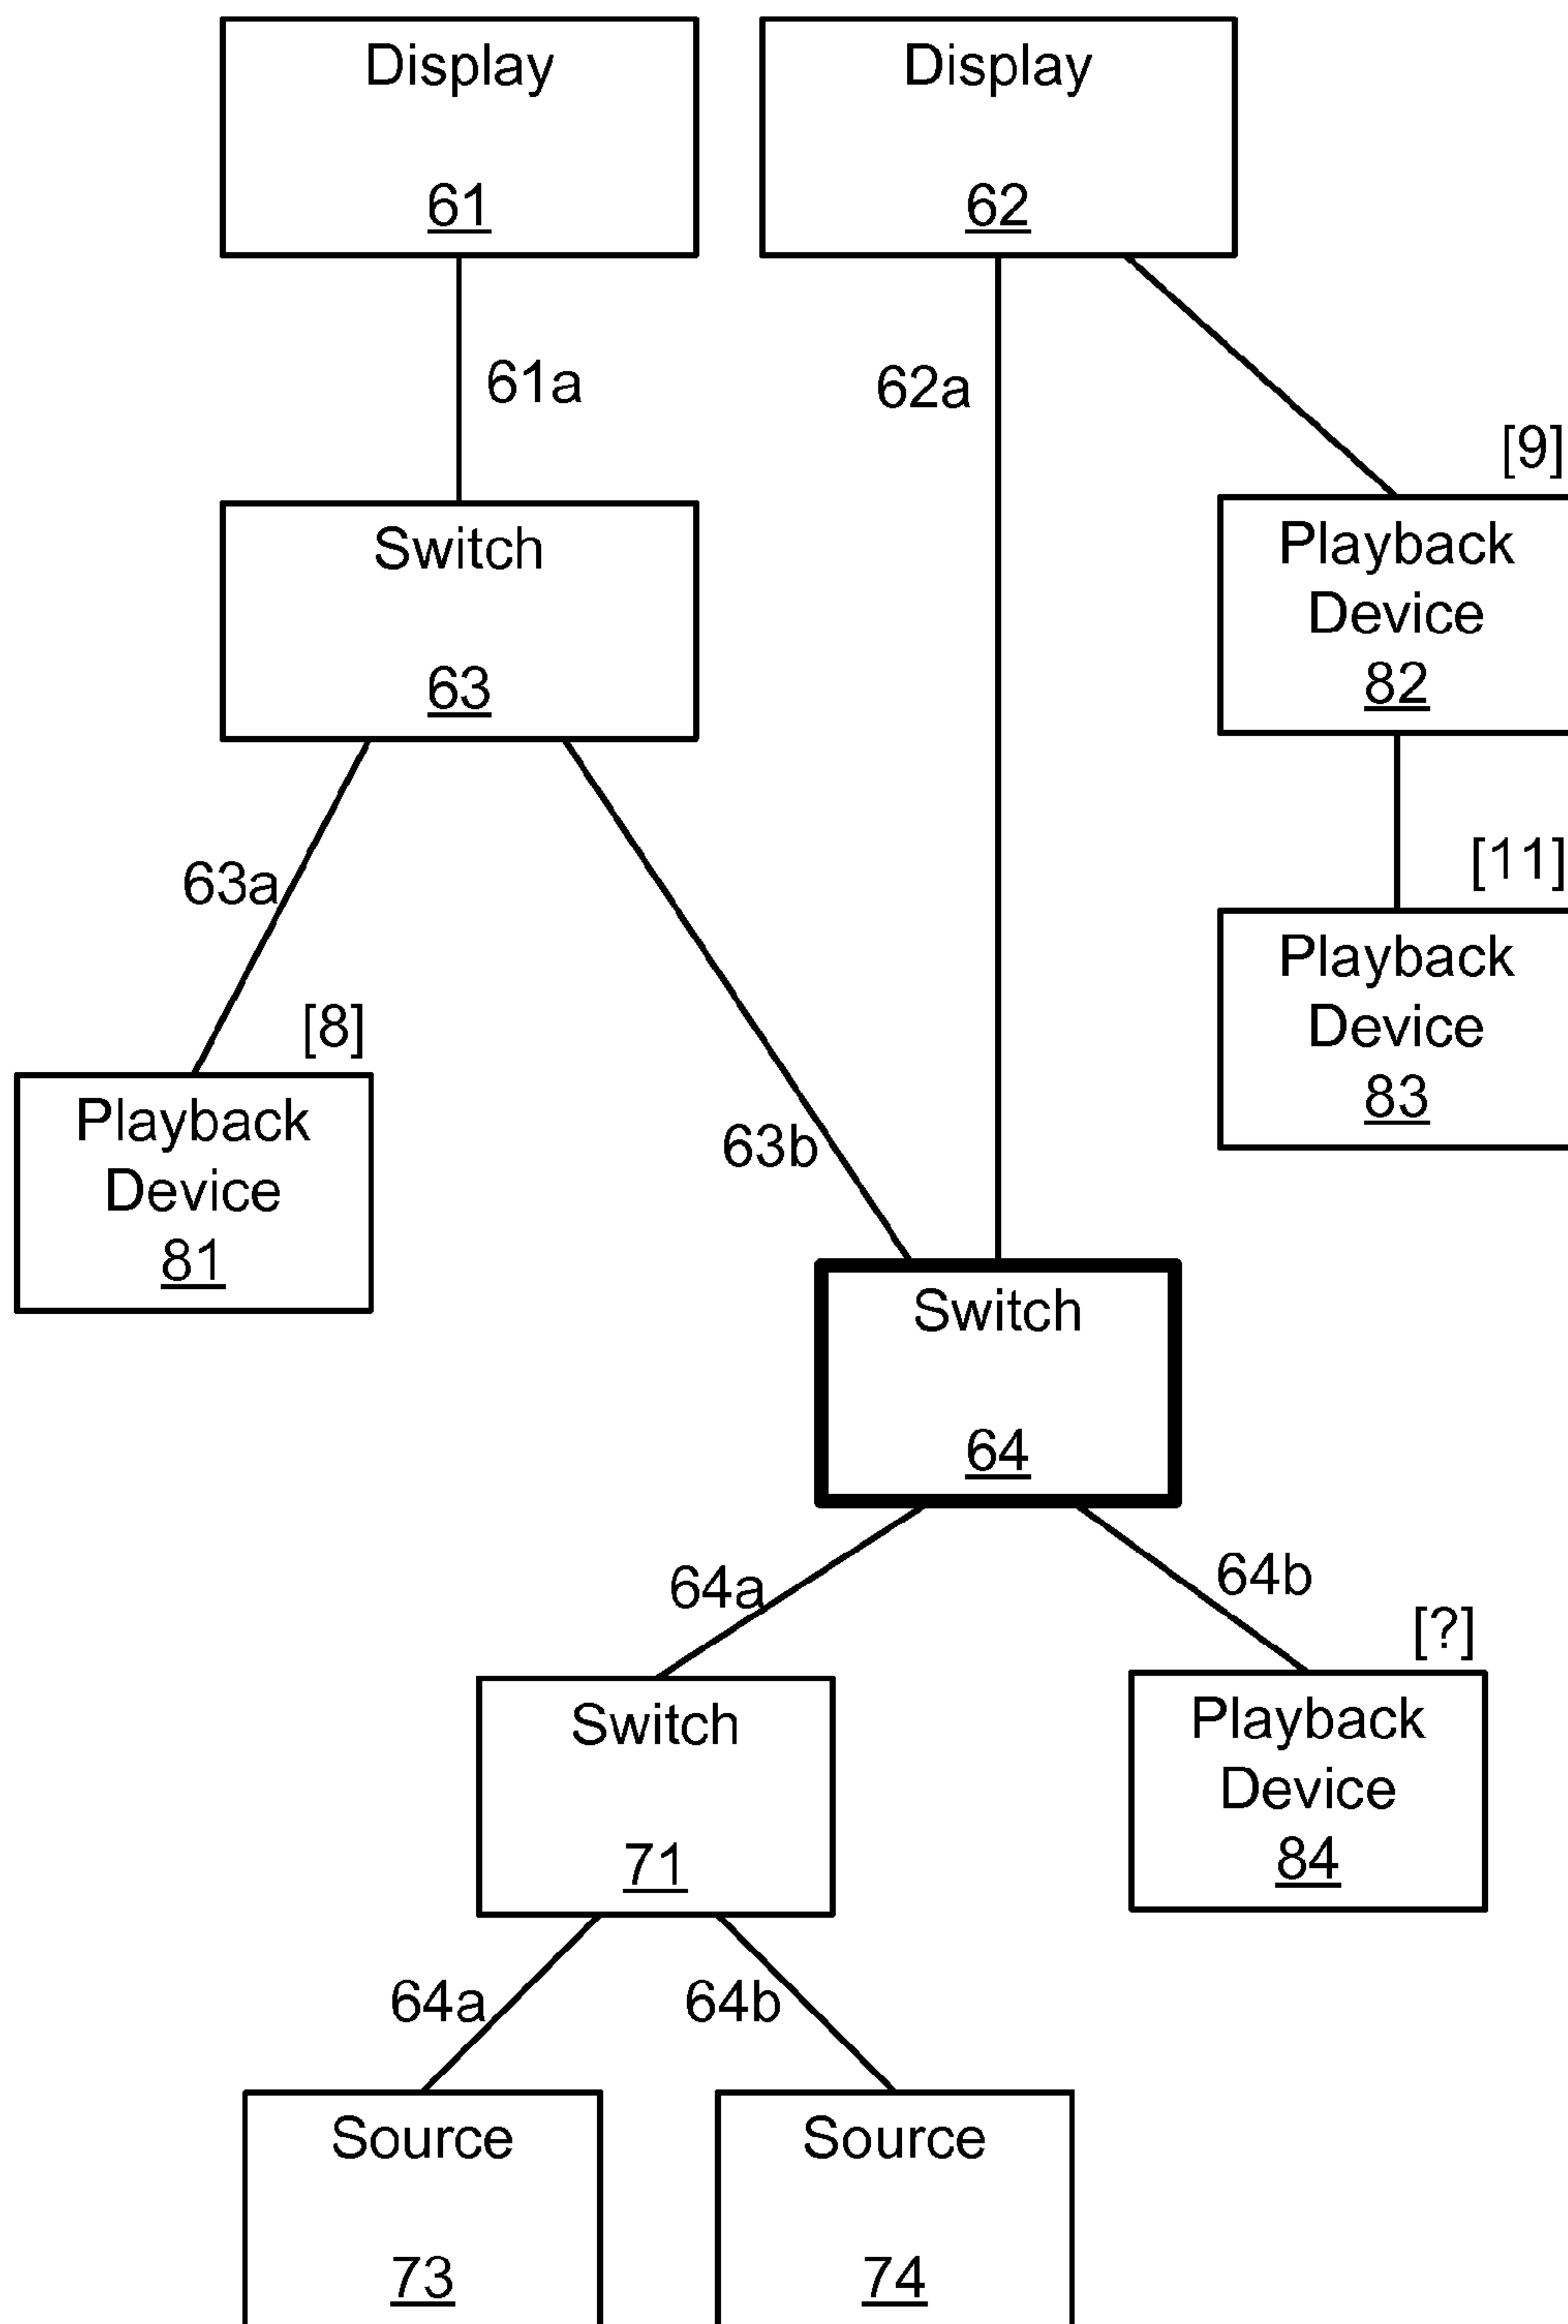 Display
61
Display
62
61a
62a
[9]
Switch
63
Playback
Device
82
63a
[11]
Playback
Device
83
[8]
Playback
Device
81
63b
Switch
64
64a
64b
[?]
Switch
71
Playback
Device
84
64a
64b
Source
73
Source
74